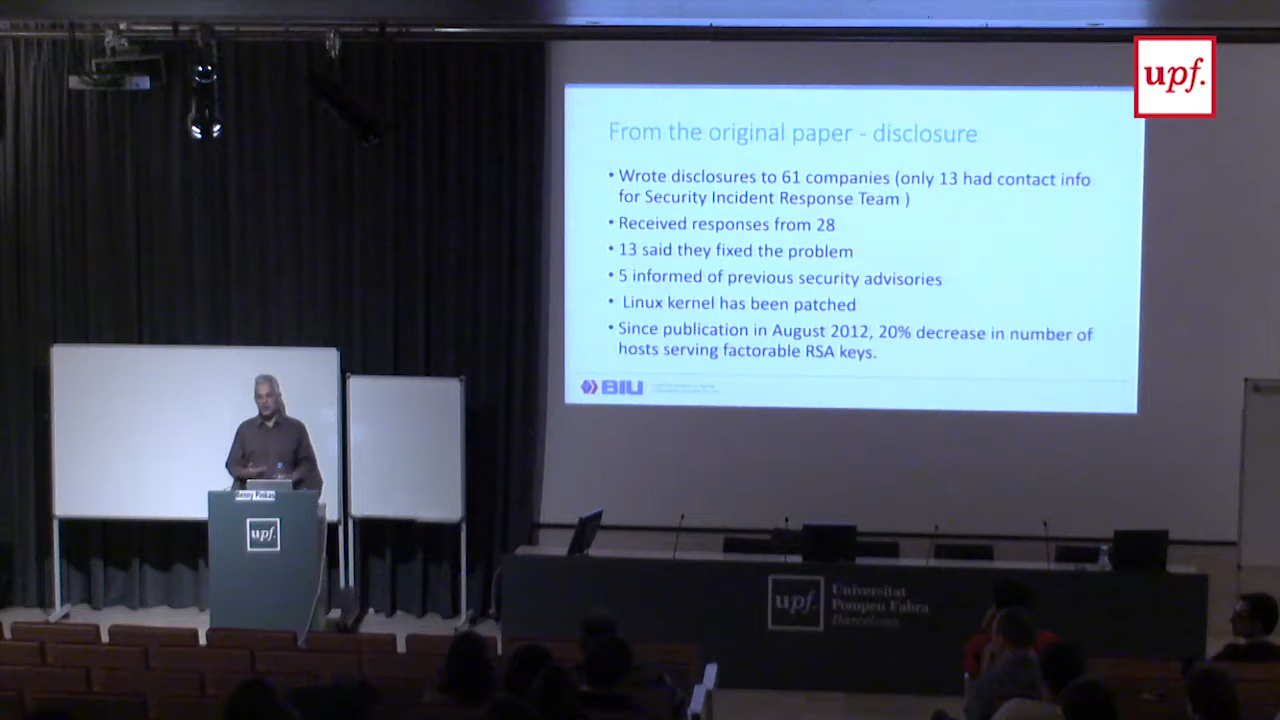 upf.
From the original paper - disclosure
• Wrote disclosures to 61 companies (only 13 had contact info
for Security Incident Response Team )
• Received responses from 28
• 13 said they fixed the problem
• 5 informed of previous security advisories
• Linux kernel has been patched
• Since publication in August 2012, 20% decrease in number of
hosts serving factorable RSA keys.
BIU
Benny Pinkas
upf.
upf.
Universitat
Pompeu Fabra
Barcelona